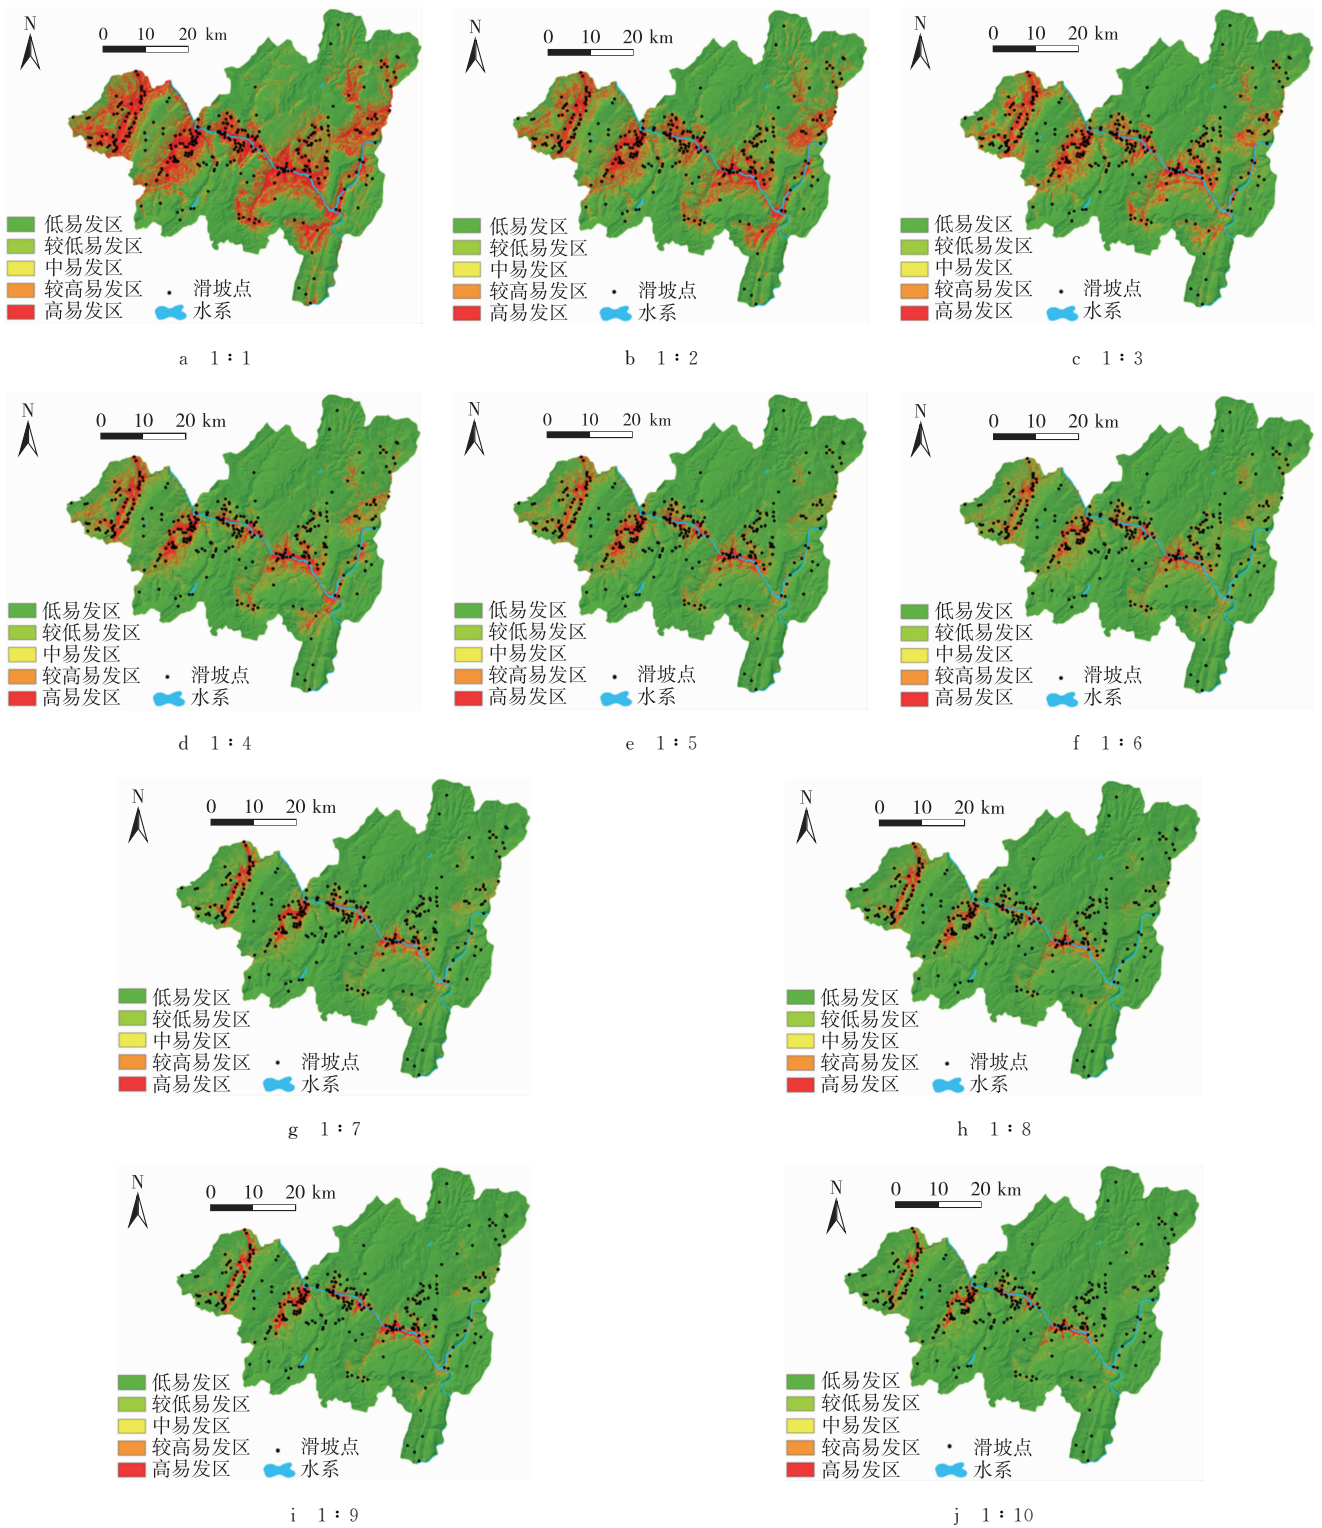 N
0 10 20 km
低易发区
较低易发区
中易发区
较高易发区 滑坡点
高易发区 水系
a 1∶1
N
0 10 20 km
低易发区
较低易发区
中易发区
较高易发区 滑坡点
高易发区 水系
b 1∶2
N
0 10 20 km
低易发区
较低易发区
中易发区
较高易发区 滑坡点
高易发区 水系
c 1∶3
N
0 10 20 km
低易发区
较低易发区
中易发区
较高易发区 滑坡点
高易发区 水系
d 1∶4
N
0 10 20 km
低易发区
较低易发区
中易发区
较高易发区 滑坡点
高易发区 水系
e 1∶5
N
0 10 20 km
低易发区
较低易发区
中易发区
较高易发区 滑坡点
高易发区 水系
f 1∶6
N
0 10 20 km
低易发区
较低易发区
中易发区
较高易发区 滑坡点
高易发区 水系
g 1∶7
N
0 10 20 km
低易发区
较低易发区
中易发区
较高易发区 滑坡点
高易发区 水系
h 1∶8
N
0 10 20 km
低易发区
较低易发区
中易发区
较高易发区 滑坡点
高易发区 水系
i 1∶9
N
0 10 20 km
低易发区
较低易发区
中易发区
较高易发区 滑坡点
高易发区 水系
j 1∶10